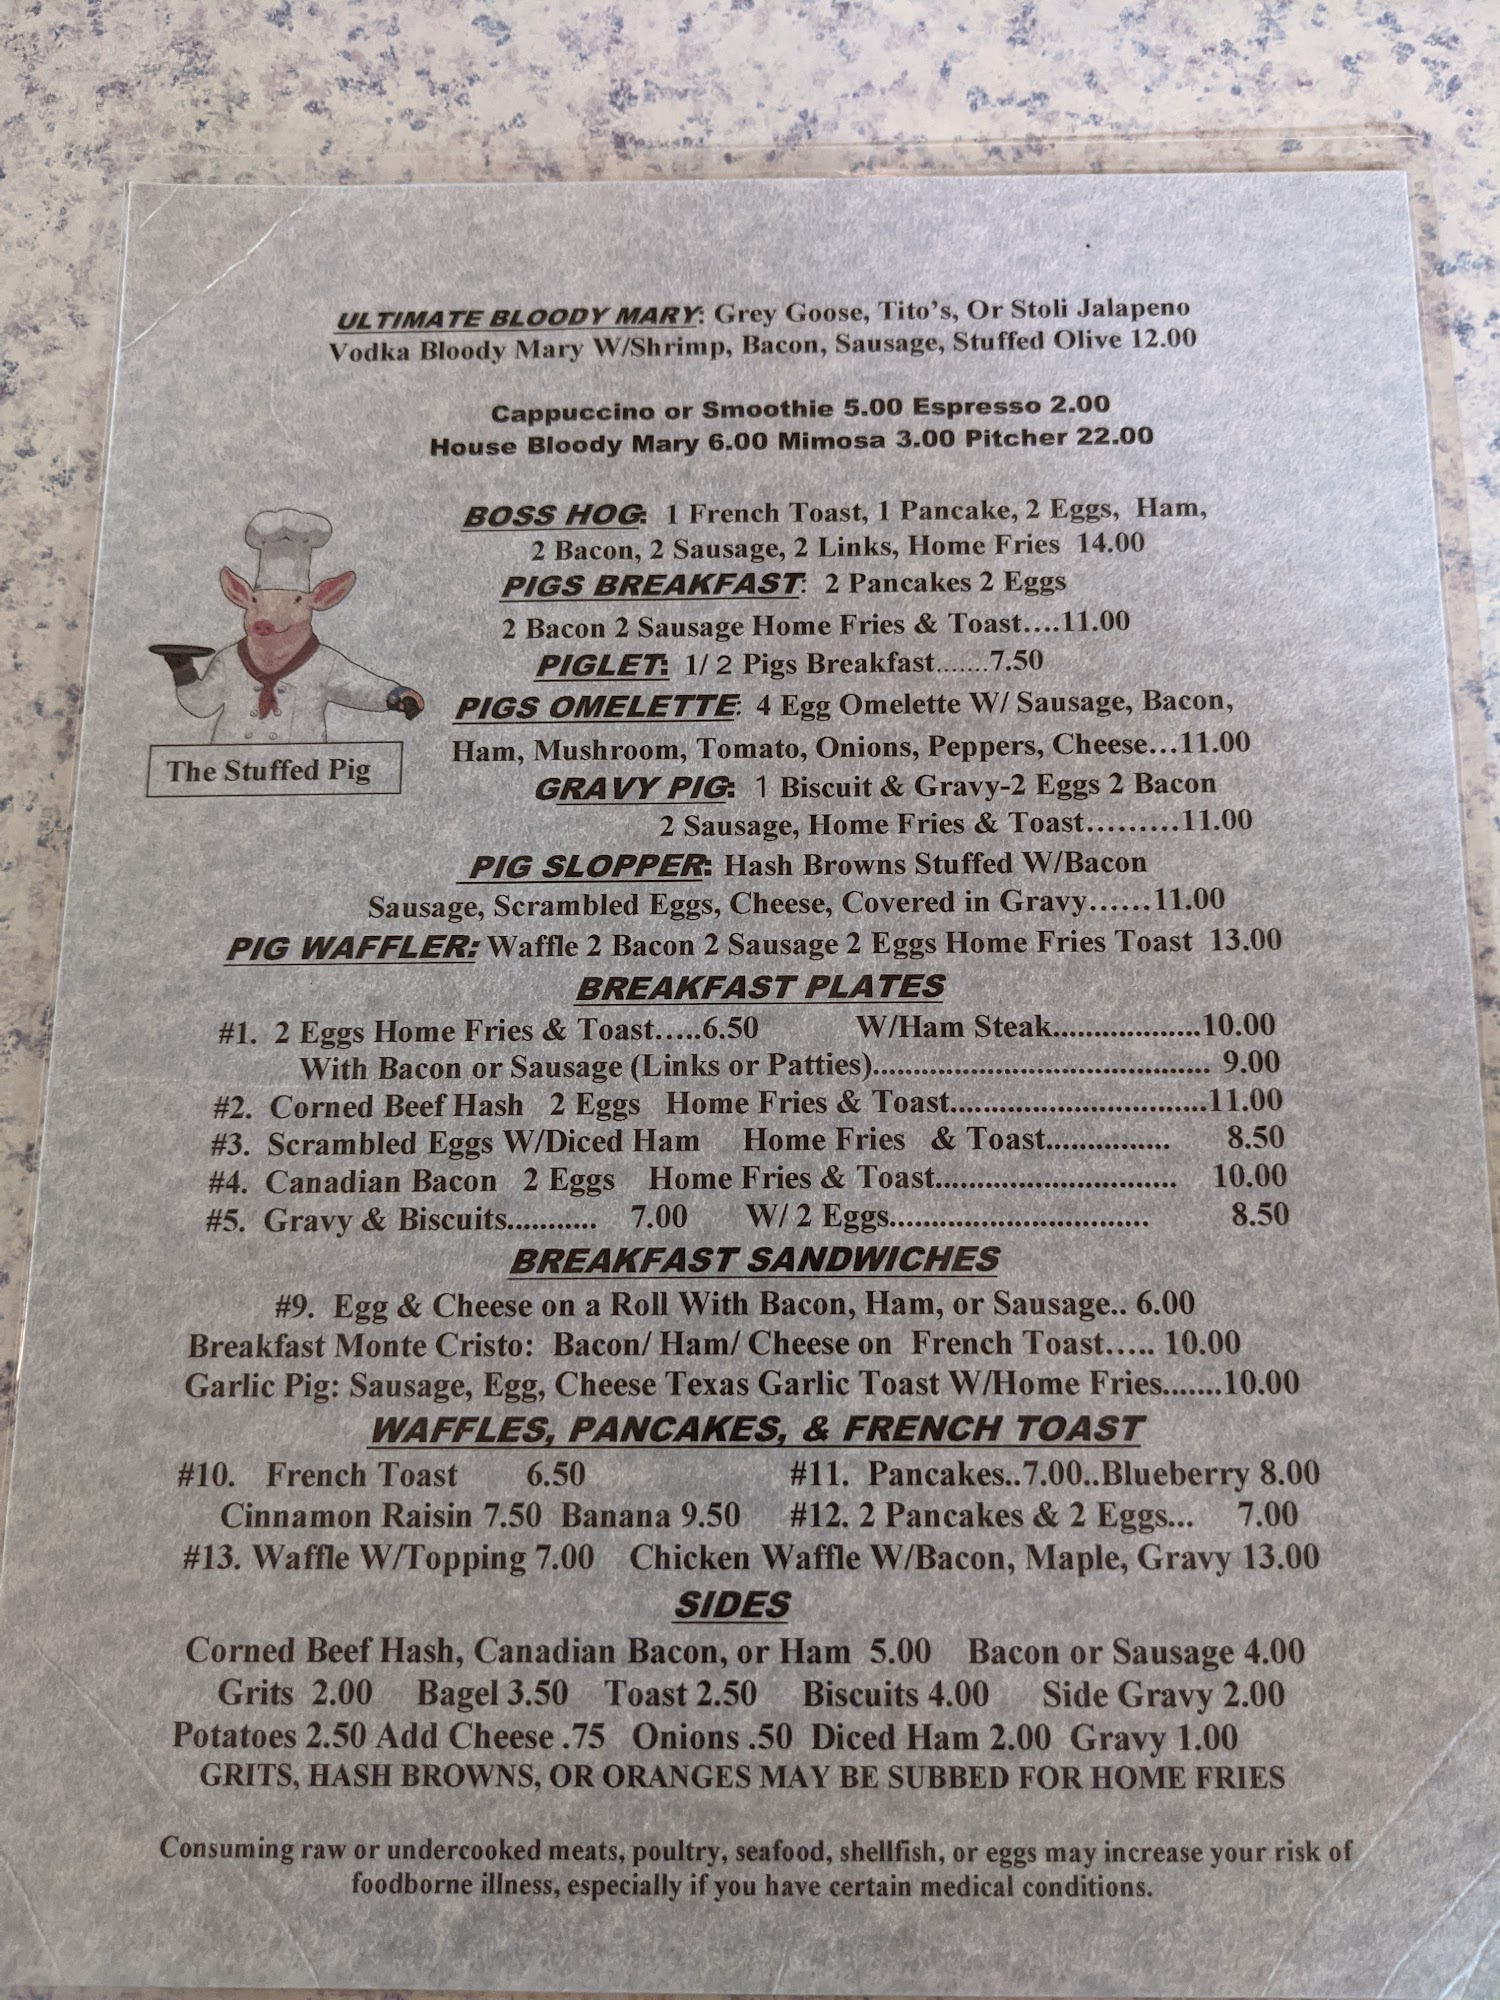 ULTIMATE BLOODY MARY: Grey Goose, Tito's, Or Stoli Jalapeno
Vodka Bloody Mary W/Shrimp, Bacon, Sausage, Stuffed Olive 12.00
Cappuccino or Smoothie 5.00 Espresso 2.00
House Bloody Mary 6.00 Mimosa 3.00 Pitcher 22.00
BOSS HOG: 1 French Toast, 1 Pancake, 2 Eggs, Ham,
2 Bacon, 2 Sausage, 2 Links, Home Fries 14.00
PIGS BREAKFAST: 2 Pancakes 2 Eggs
2 Bacon 2 Sausage Home Fries & Toast....11.00
PIGLET: 1/ 2 Pigs Breakfast.......7.50
PIGS OMELETTE: 4 Egg Omelette W/ Sausage, Bacon,
Ham, Mushroom, Tomato, Onions, Peppers, Cheese...11.00
The Stuffed Pig
GRAVY PIG: 1 Biscuit & Gravy-2 Eggs 2 Bacon
2 Sausage, Home Fries & Toast.........11.00
PIG SLOPPER: Hash Browns Stuffed W/Bacon
Sausage, Scrambled Eggs, Cheese, Covered in Gravy......11.00
PIG WAFFLER: Waffle 2 Bacon 2 Sausage 2 Eggs Home Fries Toast 13.00
BREAKFAST PLATES
#1. 2 Eggs Home Fries & Toast.....6.50 W/Ham Steak..................10.00
With Bacon or Sausage (Links or Patties)......................................... 9.00
#2. Corned Beef Hash 2 Eggs Home Fries & Toast...............................11.00
#3. Scrambled Eggs W/Diced Ham Home Fries & Toast............... 8.50
#4. Canadian Bacon 2 Eggs Home Fries & Toast............................. 10.00
#5. Gravy & Biscuits........... 7.00 W/ 2 Eggs............................... 8.50
BREAKFAST SANDWICHES
#9. Egg & Cheese on a Roll With Bacon, Ham, or Sausage.. 6.00
Breakfast Monte Cristo: Bacon/ Ham/ Cheese on French Toast..... 10.00
Garlic Pig: Sausage, Egg, Cheese Texas Garlic Toast W/Home Fries.......10.00
WAFFLES, PANCAKES, & FRENCH TOAST
#10. French Toast 6.50 #11. Pancakes..7.00..Blueberry 8.00
Cinnamon Raisin 7.50 Banana 9.50 #12. 2 Pancakes & 2 Eggs... 7.00
#13. Waffle W/Topping 7.00 Chicken Waffle W/Bacon, Maple, Gravy 13.00
SIDES
Corned Beef Hash, Canadian Bacon, or Ham 5.00 Bacon or Sausage 4.00
Grits 2.00 Bagel 3.50 Toast 2.50 Biscuits 4.00 Side Gravy 2.00
Potatoes 2.50 Add Cheese .75 Onions .50 Diced Ham 2.00 Gravy 1.00
GRITS, HASH BROWNS, OR ORANGES MAY BE SUBBED FOR HOME FRIES
Consuming raw or undercooked meats, poultry, seafood, shellfish, or eggs may increase your risk of
foodborne illness, especially if you have certain medical conditions.